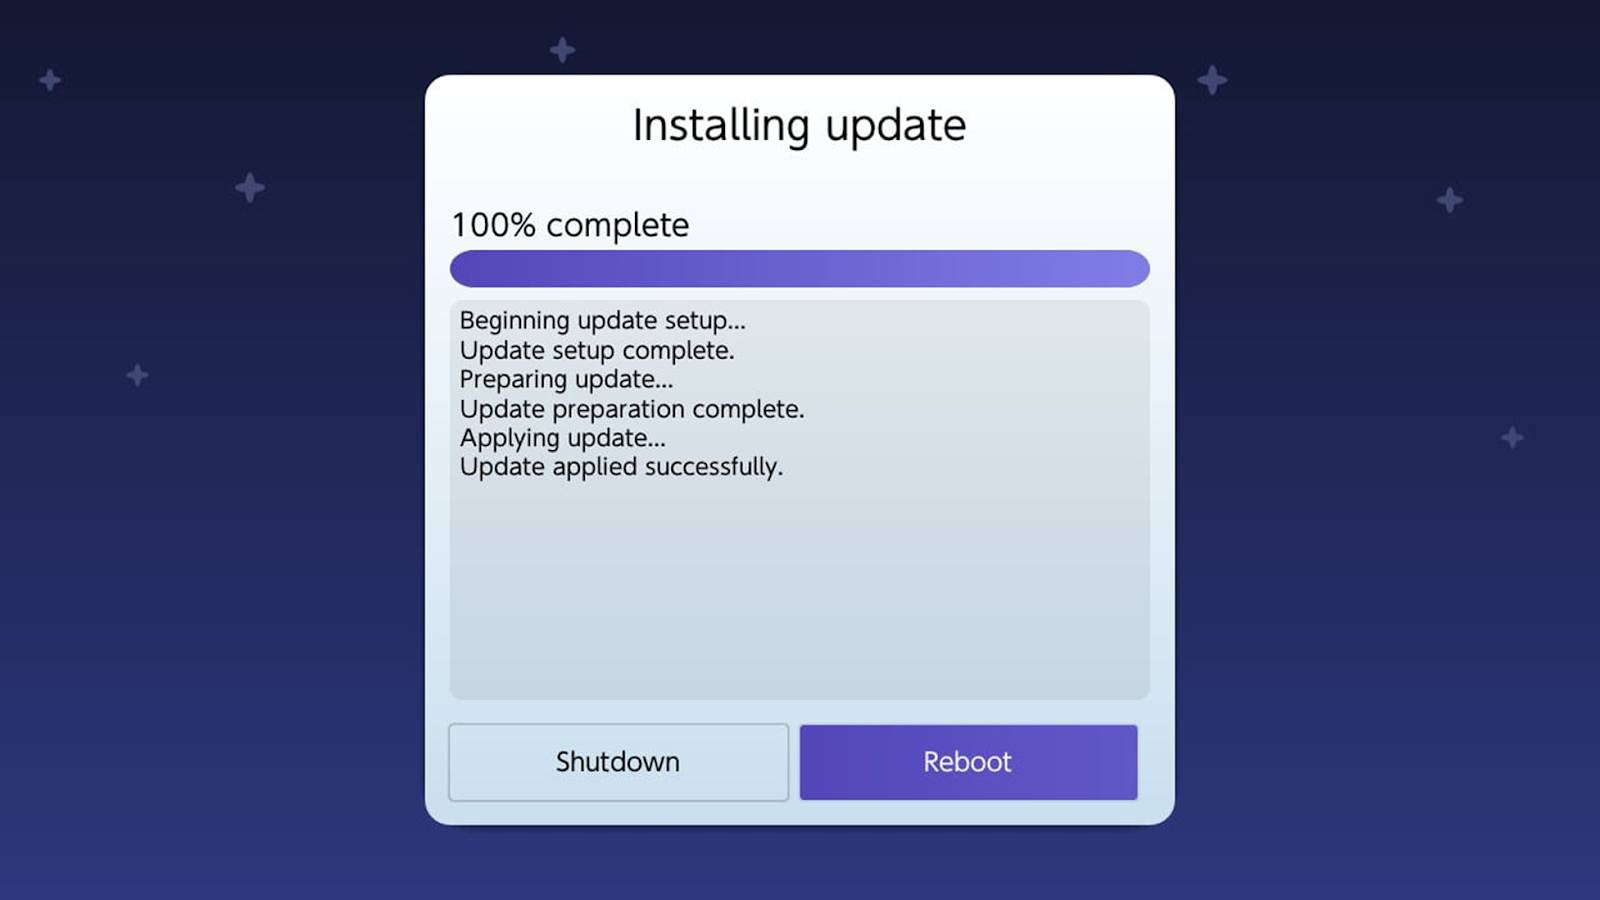 Installing update
100% complete
Beginning update setup...
Update setup complete.
Preparing update...
Update preparation complete.
Applying update...
Update applied successfully.
Shutdown
Reboot